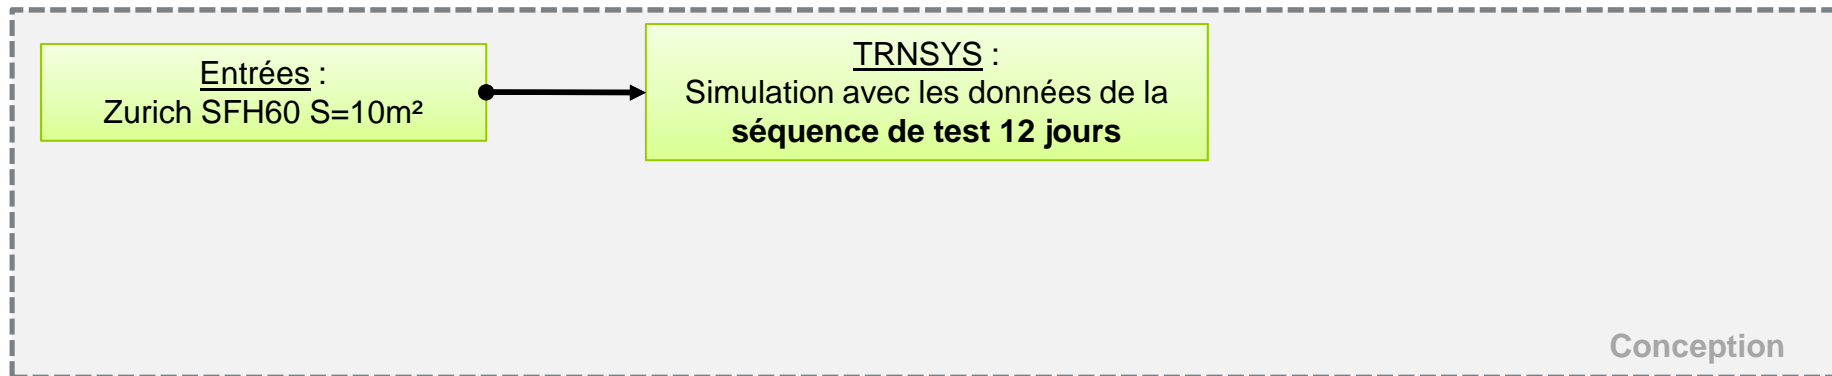 Entrées :
Zurich SFH60 S=10m²
TRNSYS :
Simulation avec les données de la
séquence de test 12 jours
Conception